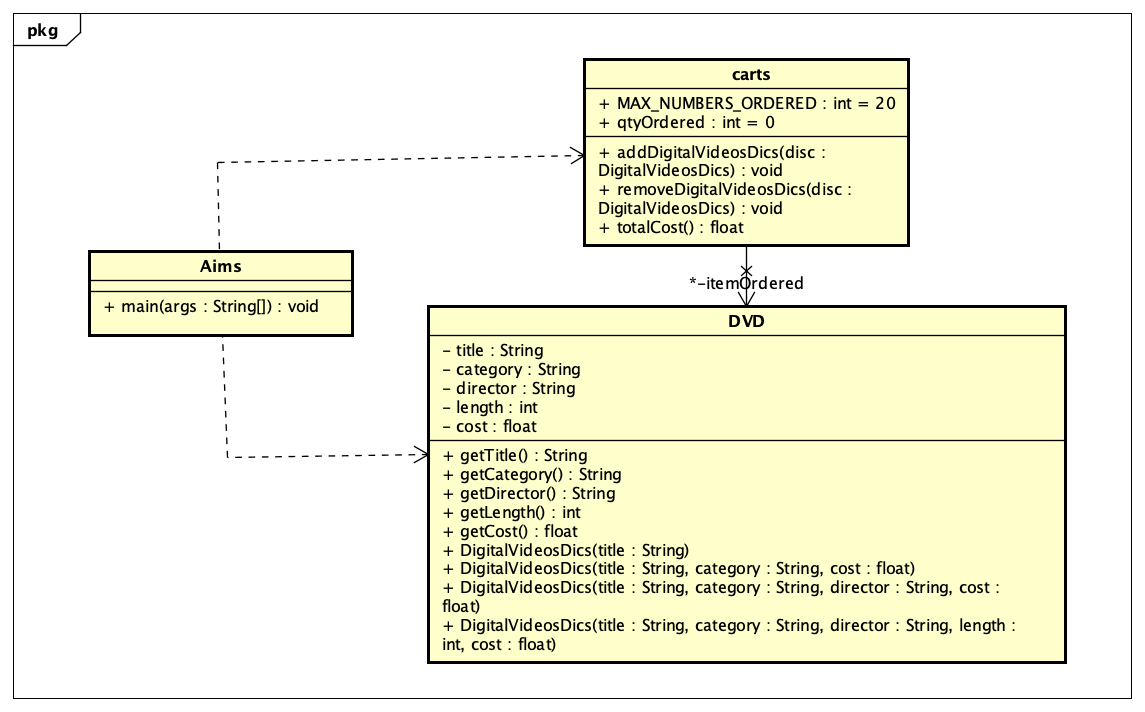 pkg
carts
+ MAX_NUMBERS_ORDERED : int = 20
+ qtyOrdered : int = 0
+ addDigitalVideosDics(disc :
DigitalVideosDics) : void
+ removeDigitalVideosDics(disc :
DigitalVideosDics) : void
+ totalCost() : float
Aims
+ main(args : String[]) : void
*-itemOrdered
DVD
- title : String
- category : String
- director : String
- length : int
- cost : float
+ getTitle() : String
+ getCategory() : String
+ getDirector() : String
+ getLength() : int
+ getCost() : float
+ DigitalVideosDics(title : String)
+ DigitalVideosDics(title : String, category : String, cost : float)
+ DigitalVideosDics(title : String, category : String, director : String, cost :
float)
+ DigitalVideosDics(title : String, category : String, director : String, length :
int, cost : float)